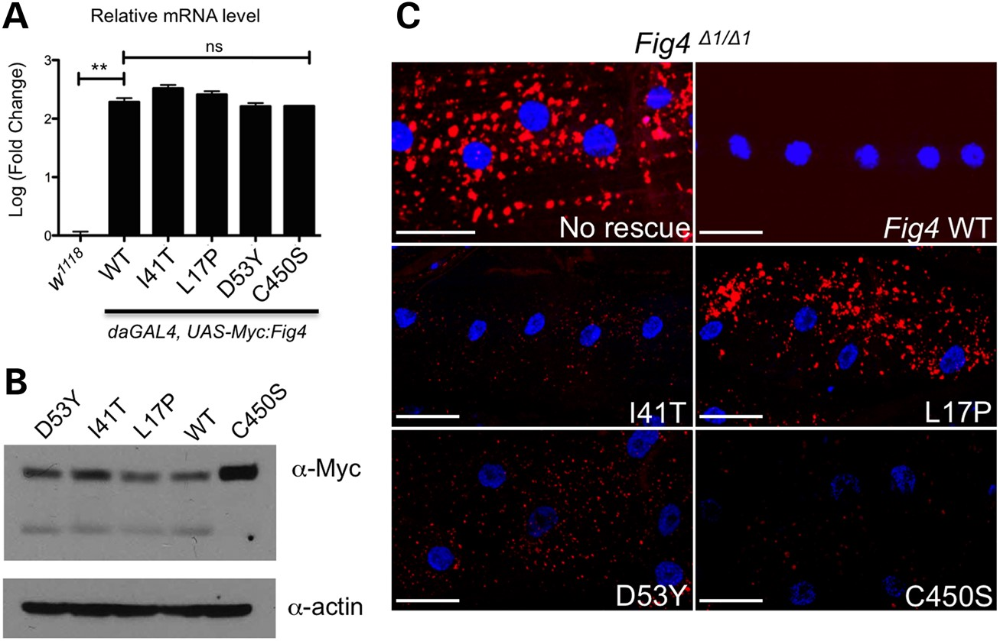 A
Relative mRNA level
Log (Fold Change)
3
2
1
0
**
ns
w1118
WT
I41T
L17P
D53Y
C450S
daGAL4, UAS-Myc:Fig4
B
D53Y
I41T
L17P
WT
C450S
α-Myc
α-actin
C
Fig4 Δ1/Δ1
No rescue
Fig4 WT
I41T
L17P
D53Y
C450S